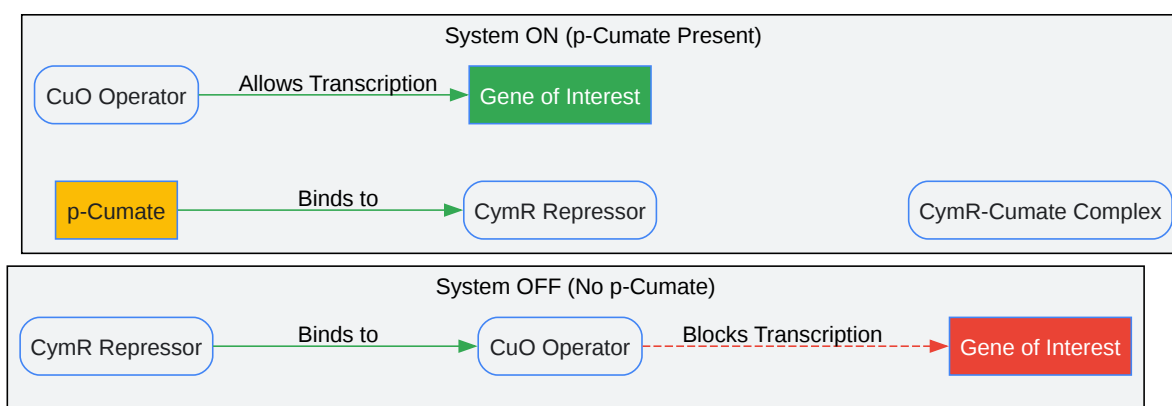 System ON (p-Cumate Present)
CuO Operator
Allows Transcription
Gene of Interest
p-Cumate
Binds to
CymR Repressor
CymR-Cumate Complex
System OFF (No p-Cumate)
CymR Repressor
Binds to
CuO Operator
Blocks Transcription
Gene of Interest